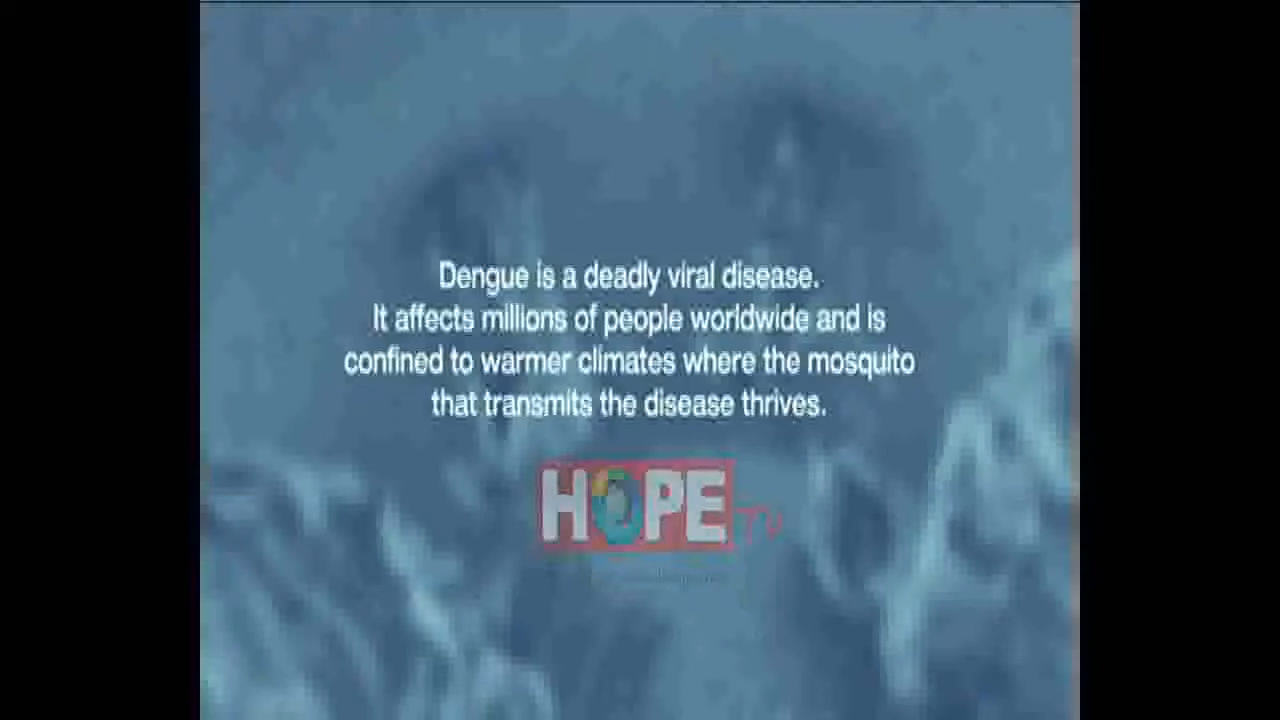 Dengue is a deadly viral disease.
It affects millions of people worldwide and is
confined to warmer climates where the mosquito
that transmits the disease thrives.
HOPE TV